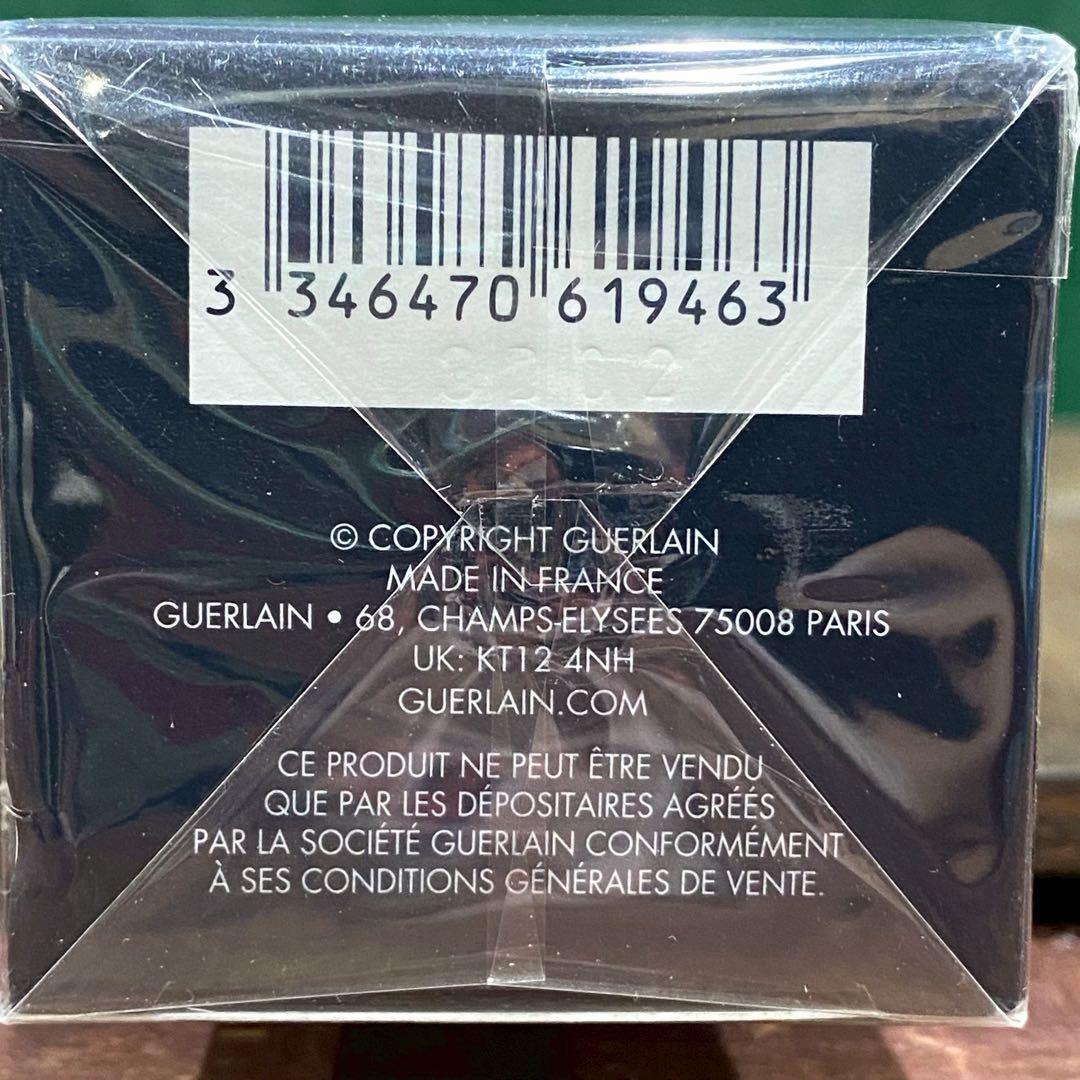 3 346470 619463
© COPYRIGHT GUERLAIN
MADE IN FRANCE
GUERLAIN • 68, CHAMPS-ELYSEES 75008 PARIS
UK: KT12 4NH
GUERLAIN.COM
CE PRODUIT NE PEUT ÊTRE VENDU
QUE PAR LES DÉPOSITAIRES AGRÉÉS
PAR LA SOCIÉTÉ GUERLAIN CONFORMÉMENT
À SES CONDITIONS GÉNÉRALES DE VENTE.